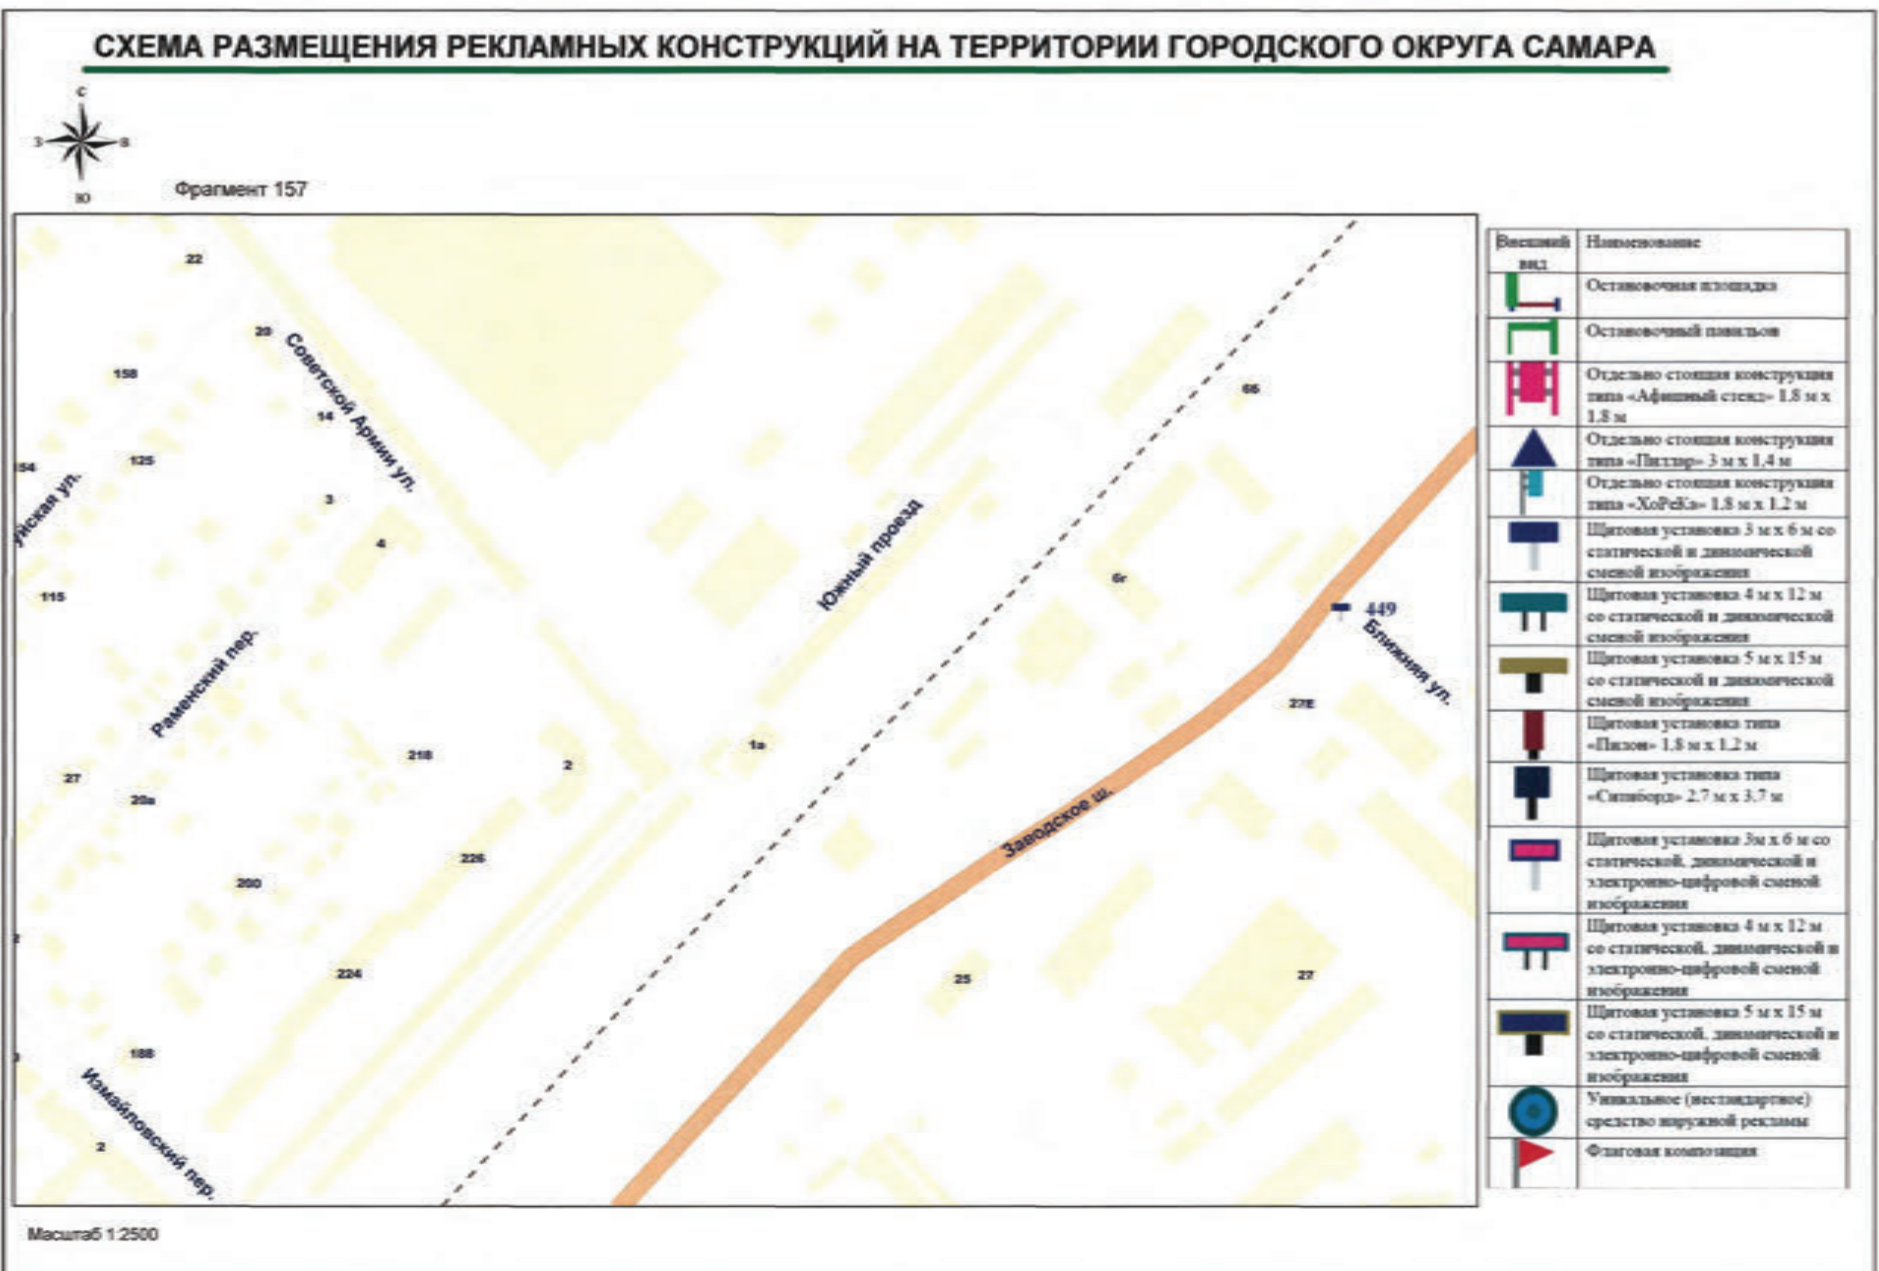 СХЕМА РАЗМЕЩЕНИЯ РЕКЛАМНЫХ КОНСТРУКЦИЙ НА ТЕРРИТОРИИ ГОРОДСКОГО ОКРУГА САМАРА
С
З
В
Ю
Фрагмент 157
22
20
Советской Армии ул.
158
14
125
3
4
115
Раменский пер.
218
2
27
20а
226
200
224
188
Измайловский пер.
2
Южный проезд
1а
6б
6г
449
Ближняя ул.
27Е
Заводское ш.
25
27
Внешний вид
Наименование
Остановочная площадка
Остановочный павильон
Отдельно стоящая конструкция
типа «Афишный стенд» 1.8 м х
1.8 м
Отдельно стоящая конструкция
типа «Пиллар» 3 м х 1,4 м
Отдельно стоящая конструкция
типа «ХоРеКа» 1.8 м х 1.2 м
Щитовая установка 3 м х 6 м со
статической и динамической
сменой изображения
Щитовая установка 4 м х 12 м
со статической и динамической
сменой изображения
Щитовая установка 5 м х 15 м
со статической и динамической
сменой изображения
Щитовая установка типа
«Пилон» 1.8 м х 1.2 м
Щитовая установка типа
«Ситиборд» 2.7 м х 3.7 м
Щитовая установка 3м х 6 м со
статической, динамической и
электронно-цифровой сменой
изображения
Щитовая установка 4 м х 12 м
со статической, динамической и
электронно-цифровой сменой
изображения
Щитовая установка 5 м х 15 м
со статической, динамической и
электронно-цифровой сменой
изображения
Уникальное (нестандартное)
средство наружной рекламы
Флаговая композиция
Масштаб 1:2500